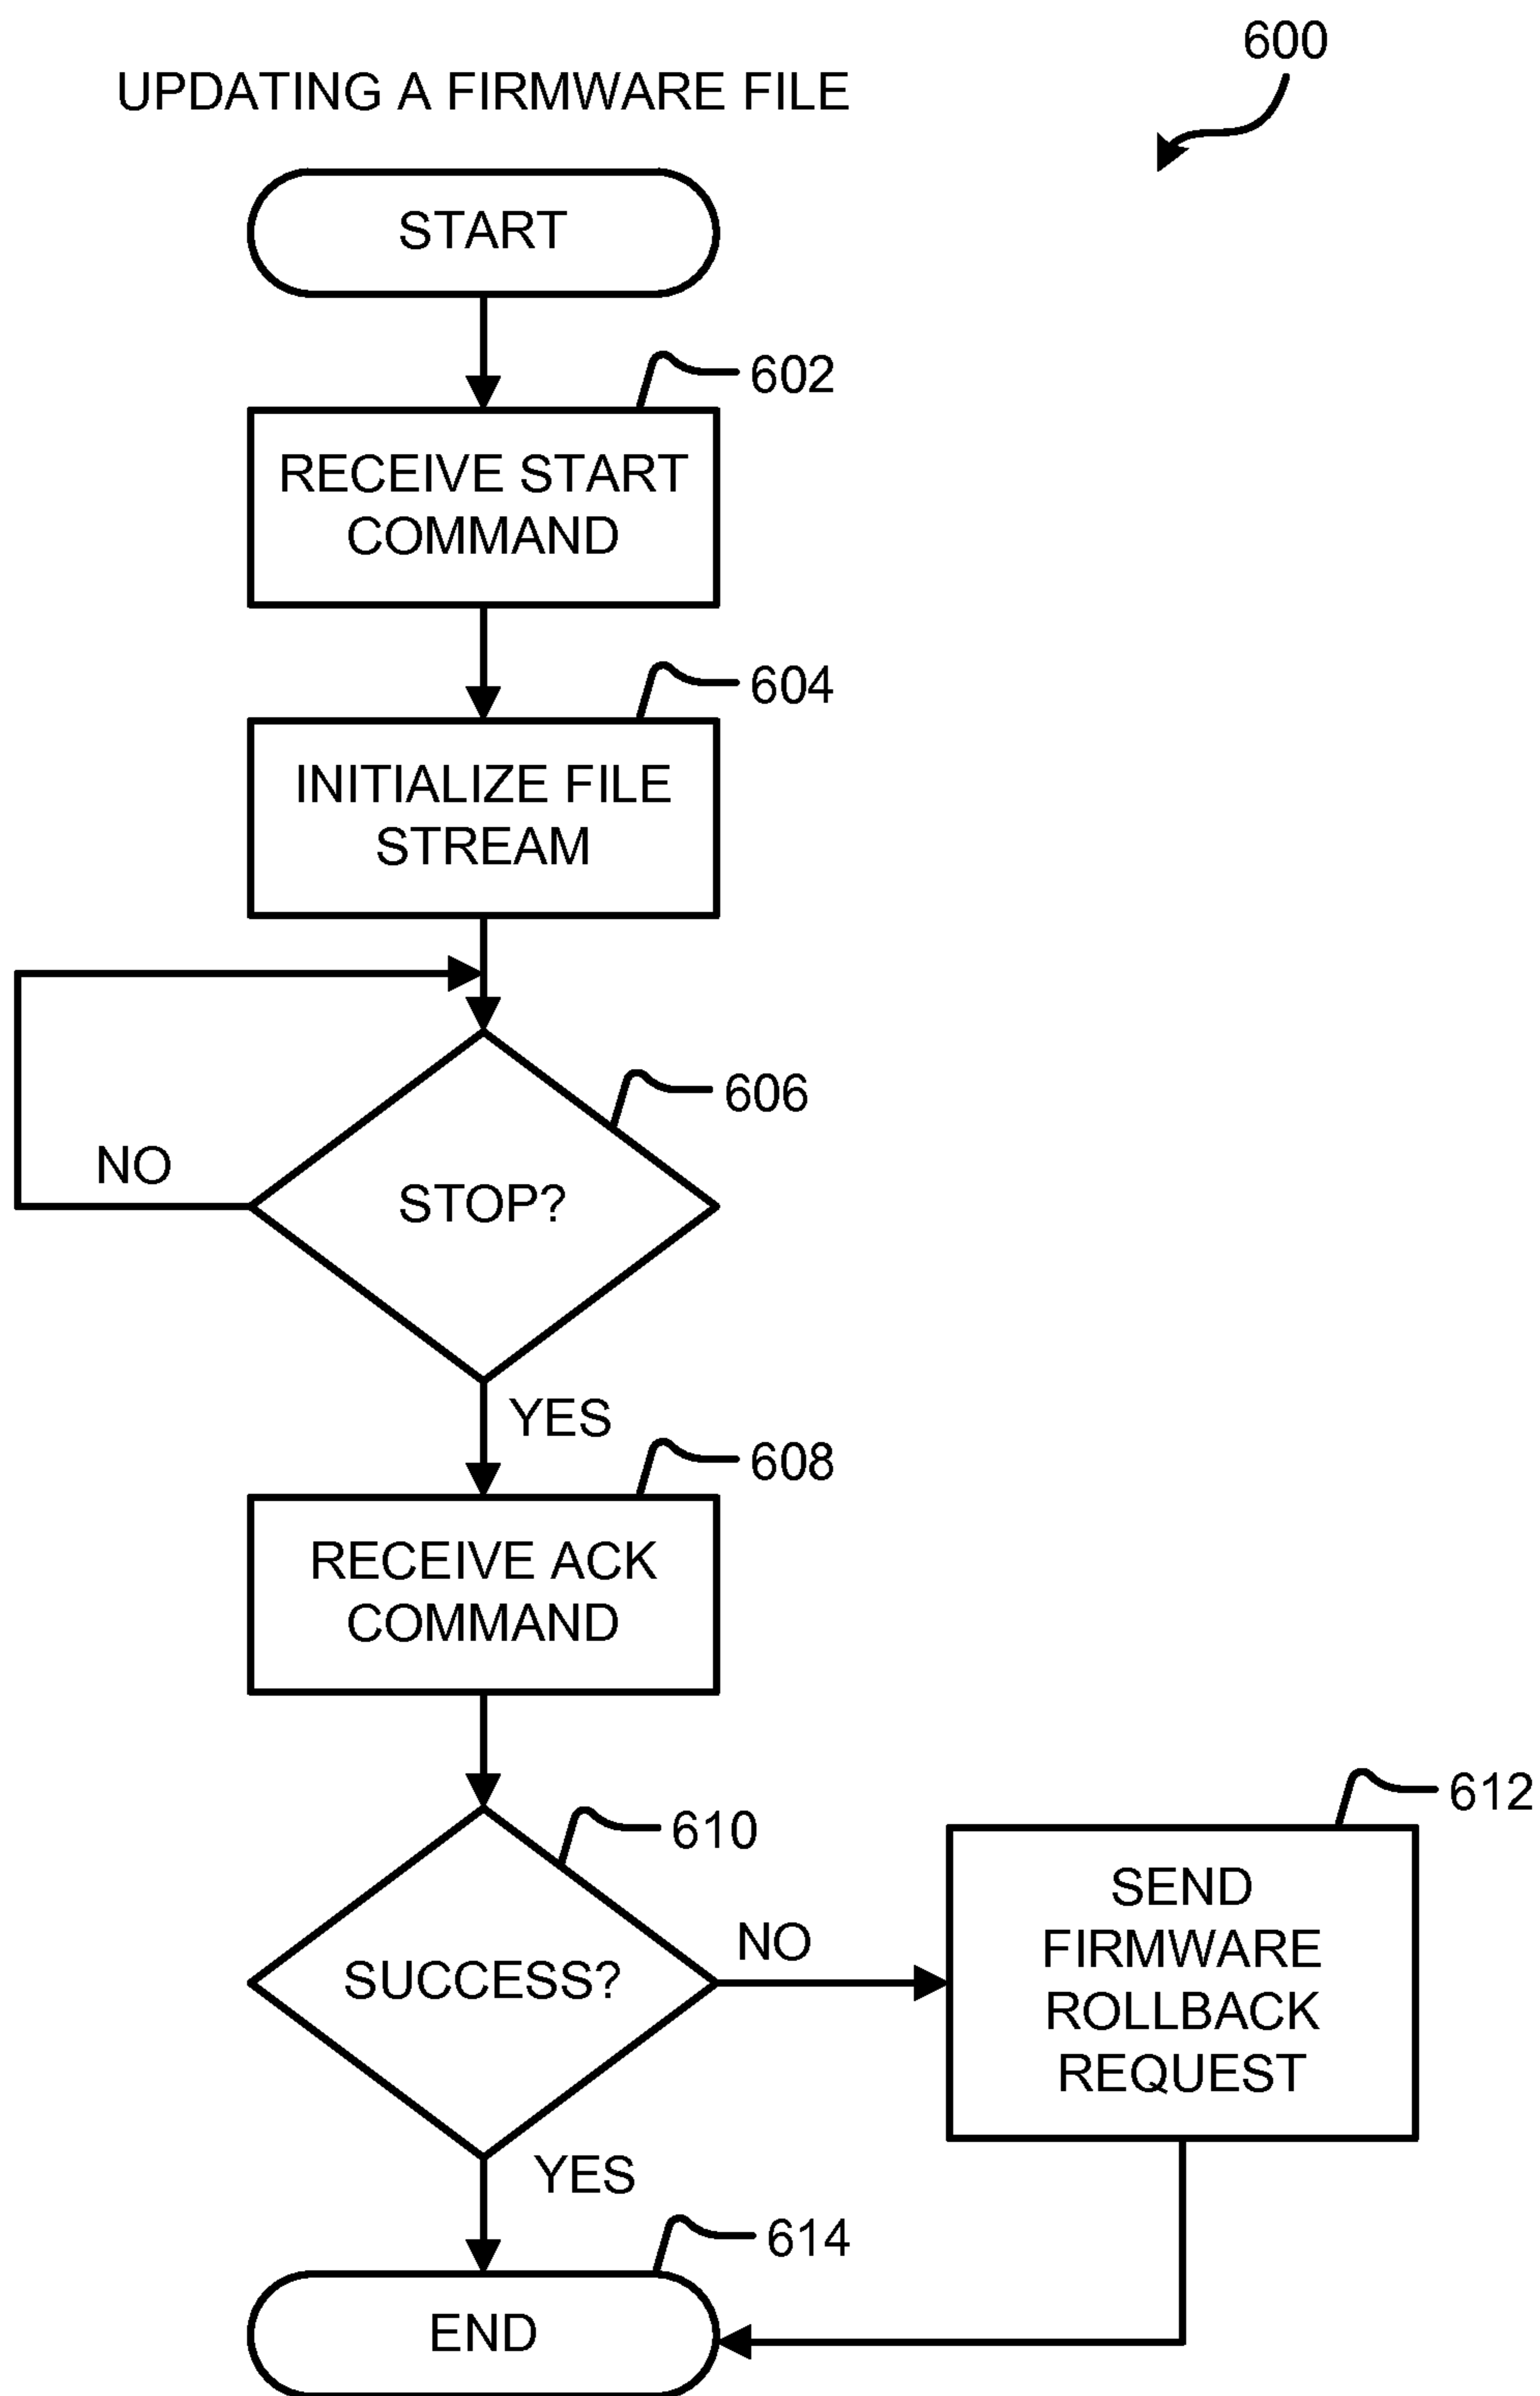 600
UPDATING A FIRMWARE FILE
START
602
RECEIVE START
COMMAND
604
INITIALIZE FILE
STREAM
606
NO
STOP?
YES
608
RECEIVE ACK
COMMAND
610
612
SEND
FIRMWARE
ROLLBACK
REQUEST
NO
SUCCESS?
YES
614
END